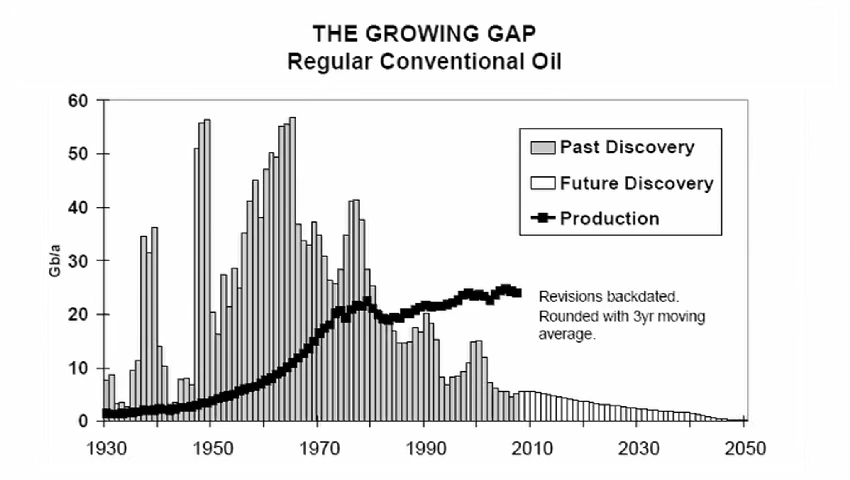 THE GROWING GAP
Regular Conventional Oil
60
50
40
30
20
10
0
Gb/a
Past Discovery
Future Discovery
Production
Revisions backdated.
Rounded with 3yr moving
average.
1930 1950 1970 1990 2010 2030 2050